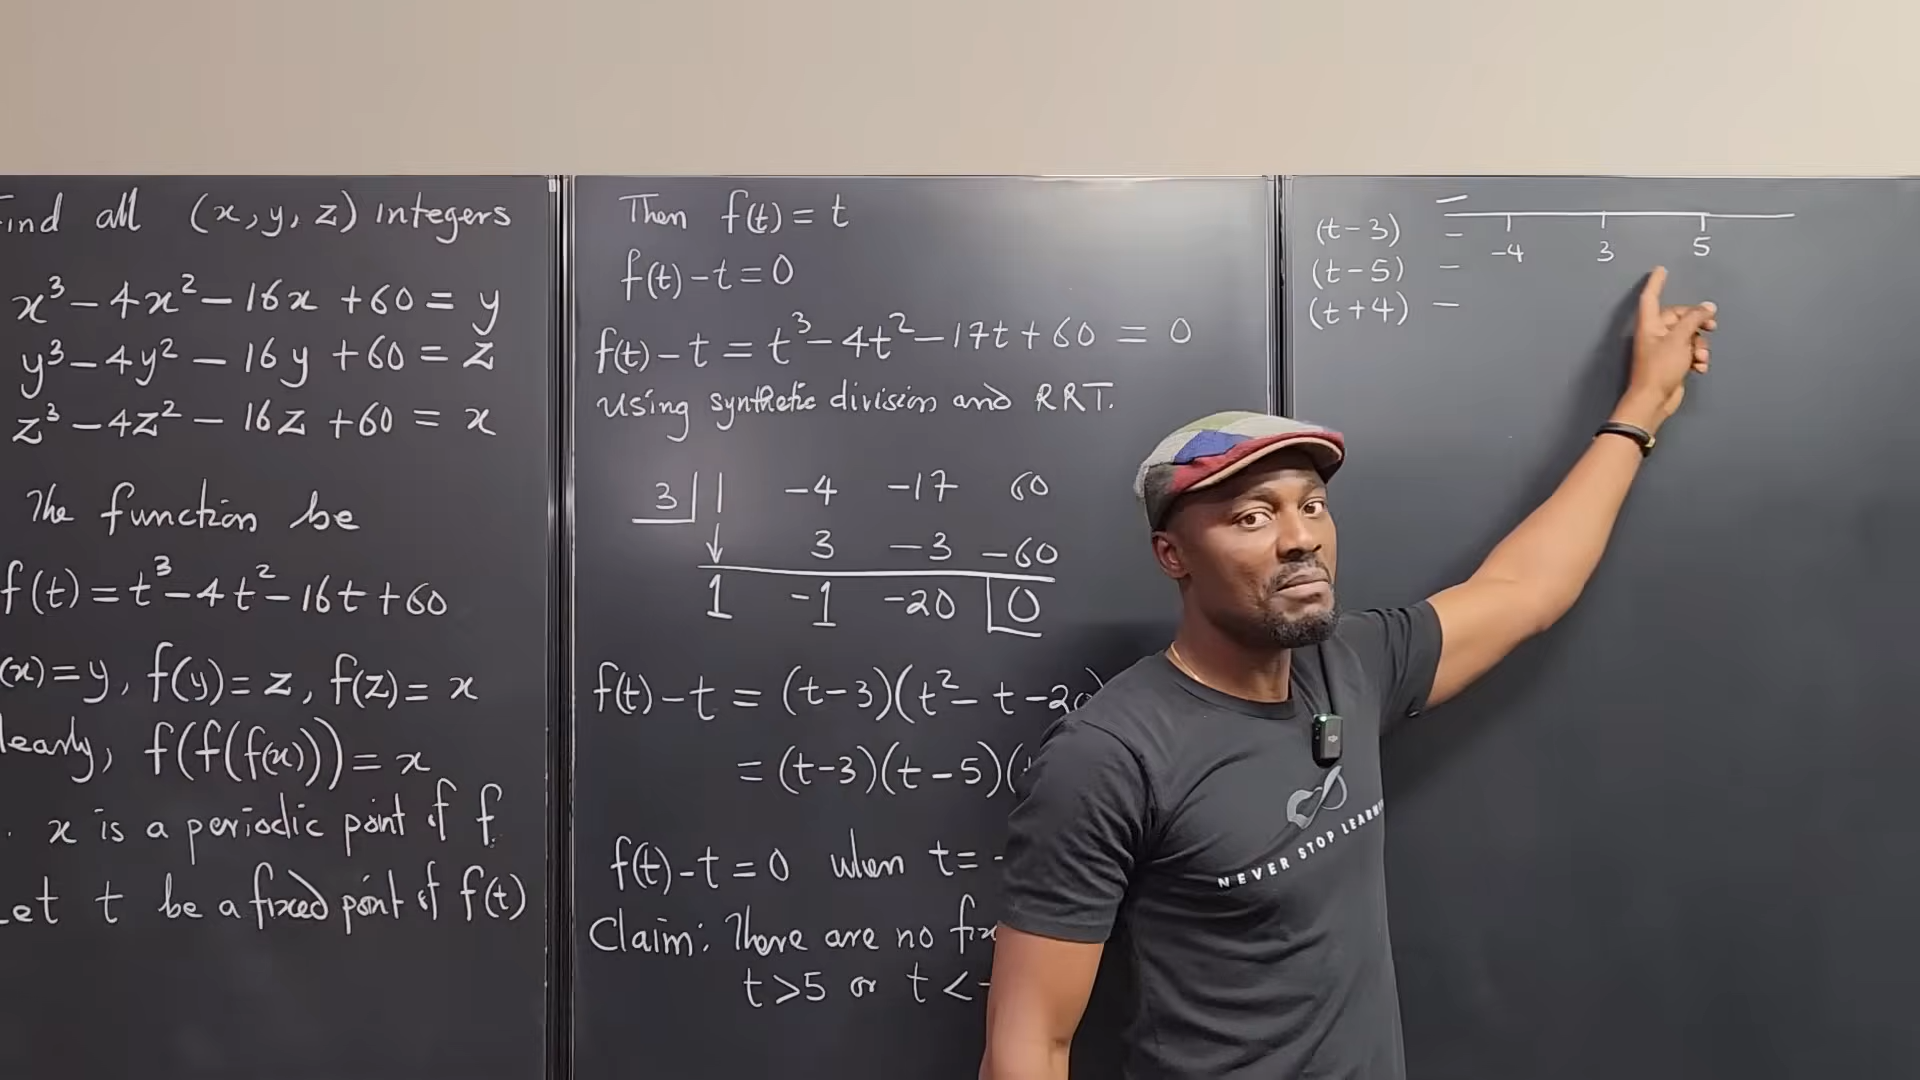 Find all (x, y, z) integers
x³ – 4x² – 16x + 60 = y
y³ – 4y² – 16y + 60 = z
z³ – 4z² – 16z + 60 = x
The function be
f(t) = t³ – 4t² – 16t + 60
(x) = y, f(y) = z, f(z) = x
learly, f(f(f(x))) = x
x is a periodic point of f.
Let t be a fixed point of f(t)
Then f(t) = t
f(t) – t = 0
f(t) – t = t³ – 4t² – 17t + 60 = 0
Using synthetic division and RRT.
3 | 1 –4 –17 60
↓ 3 –3 –60
1 –1 –20 0
f(t) – t = (t – 3)(t² – t – 20)
= (t – 3)(t – 5)(
f(t) – t = 0 when t = –
Claim: There are no
t > 5 or t < –
–
(t – 3) – –4 3 5
(t – 5) –
(t + 4) –
NEVER STOP LEARN